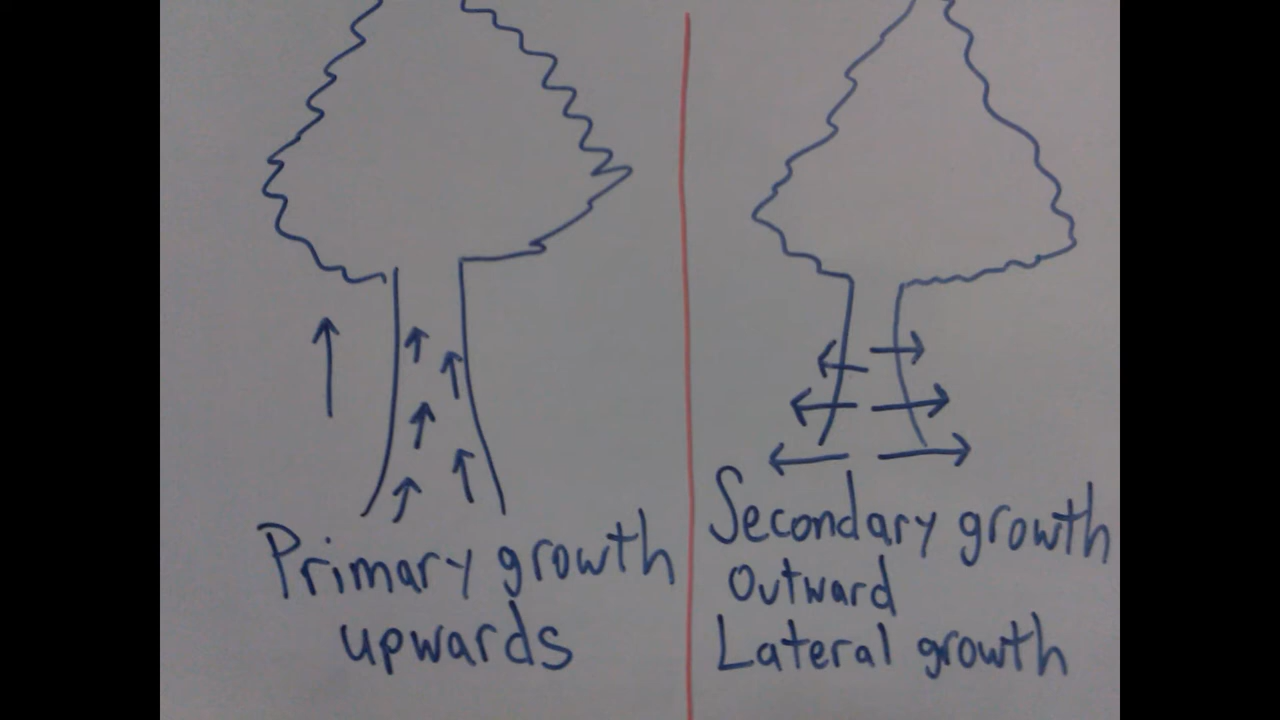 Primary growth
upwards
Secondary growth
Outward
Lateral growth